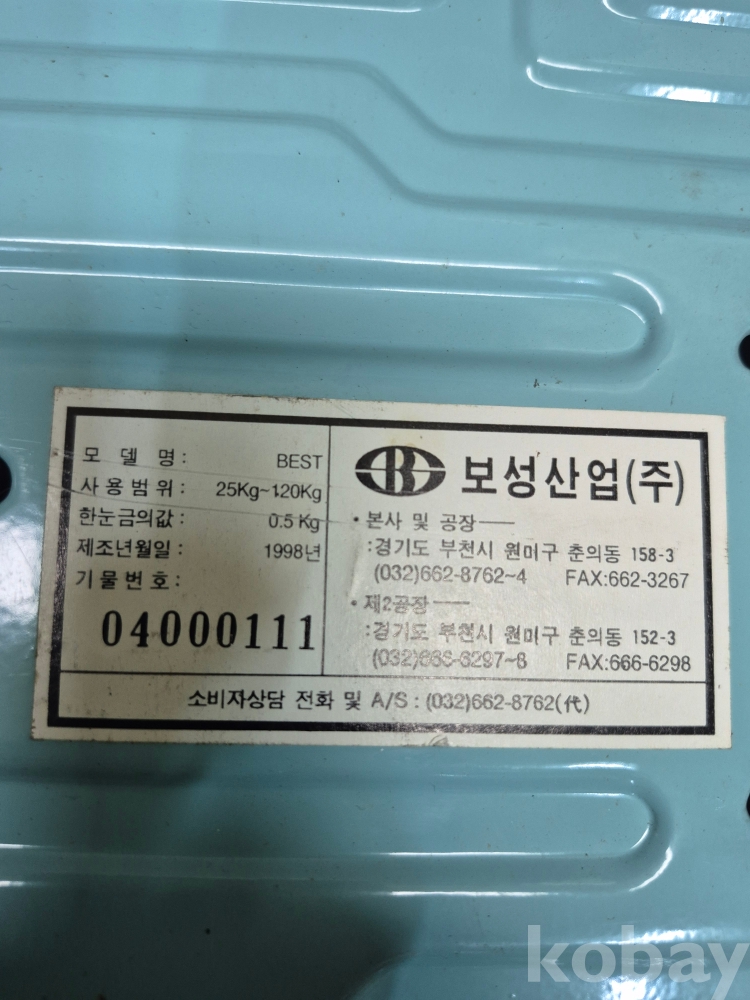 모 델 명 : BEST
사 용 범 위 : 25Kg~120Kg
한눈금의값 : 0.5 Kg
제조년월일 : 1998년
기 물 번 호 :
04000111
B 보성산업(주)
• 본사 및 공장
: 경기도 부천시 원미구 춘의동 158-3
(032)662-8762~4 FAX:662-3267
• 제2공장
: 경기도 부천시 원미구 춘의동 152-3
(032)666-6297~8 FAX:666-6298
소비자상담 전화 및 A/S : (032)662-8762(代)
kobay